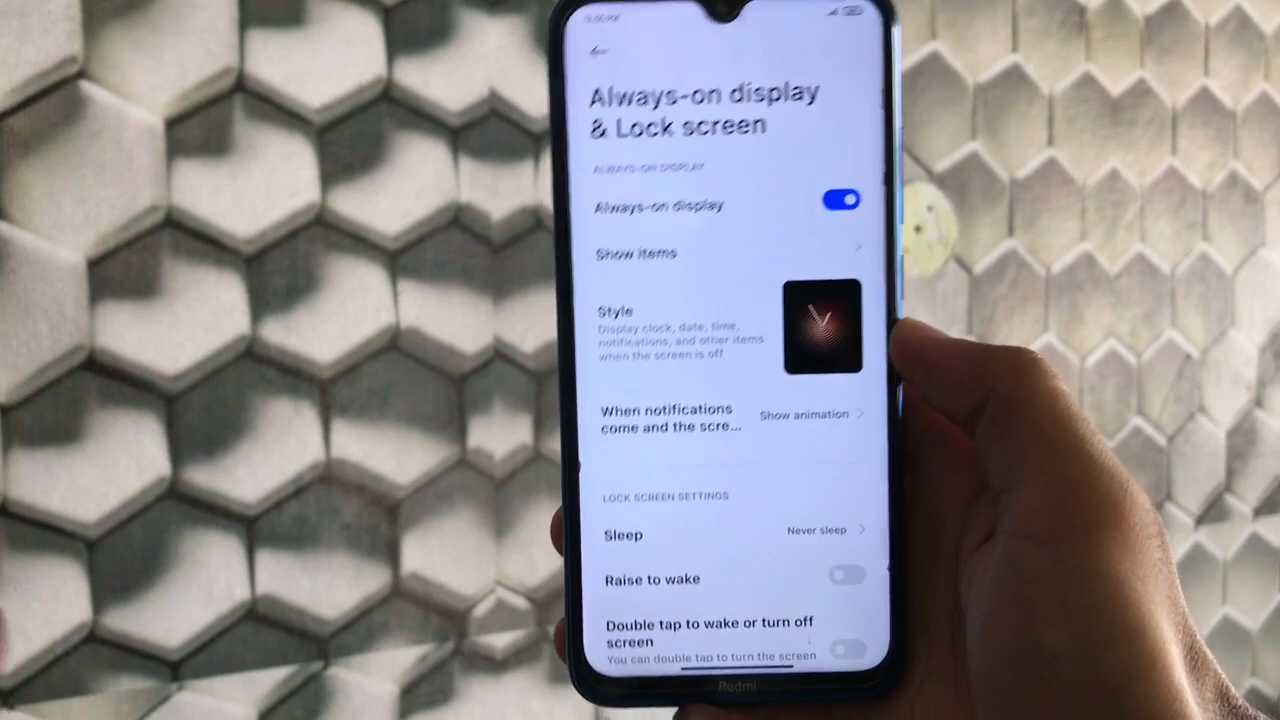 Always-on display
& Lock screen
ALWAYS-ON DISPLAY
Always-on display
Show items
Style
Display clock, date, time,
notifications, and other items
when the screen is off
When notifications
come and the scre...
Show animation
LOCK SCREEN SETTINGS
Sleep
Never sleep
Raise to wake
Double tap to wake or turn off
screen
You can double tap to turn the screen
Redmi